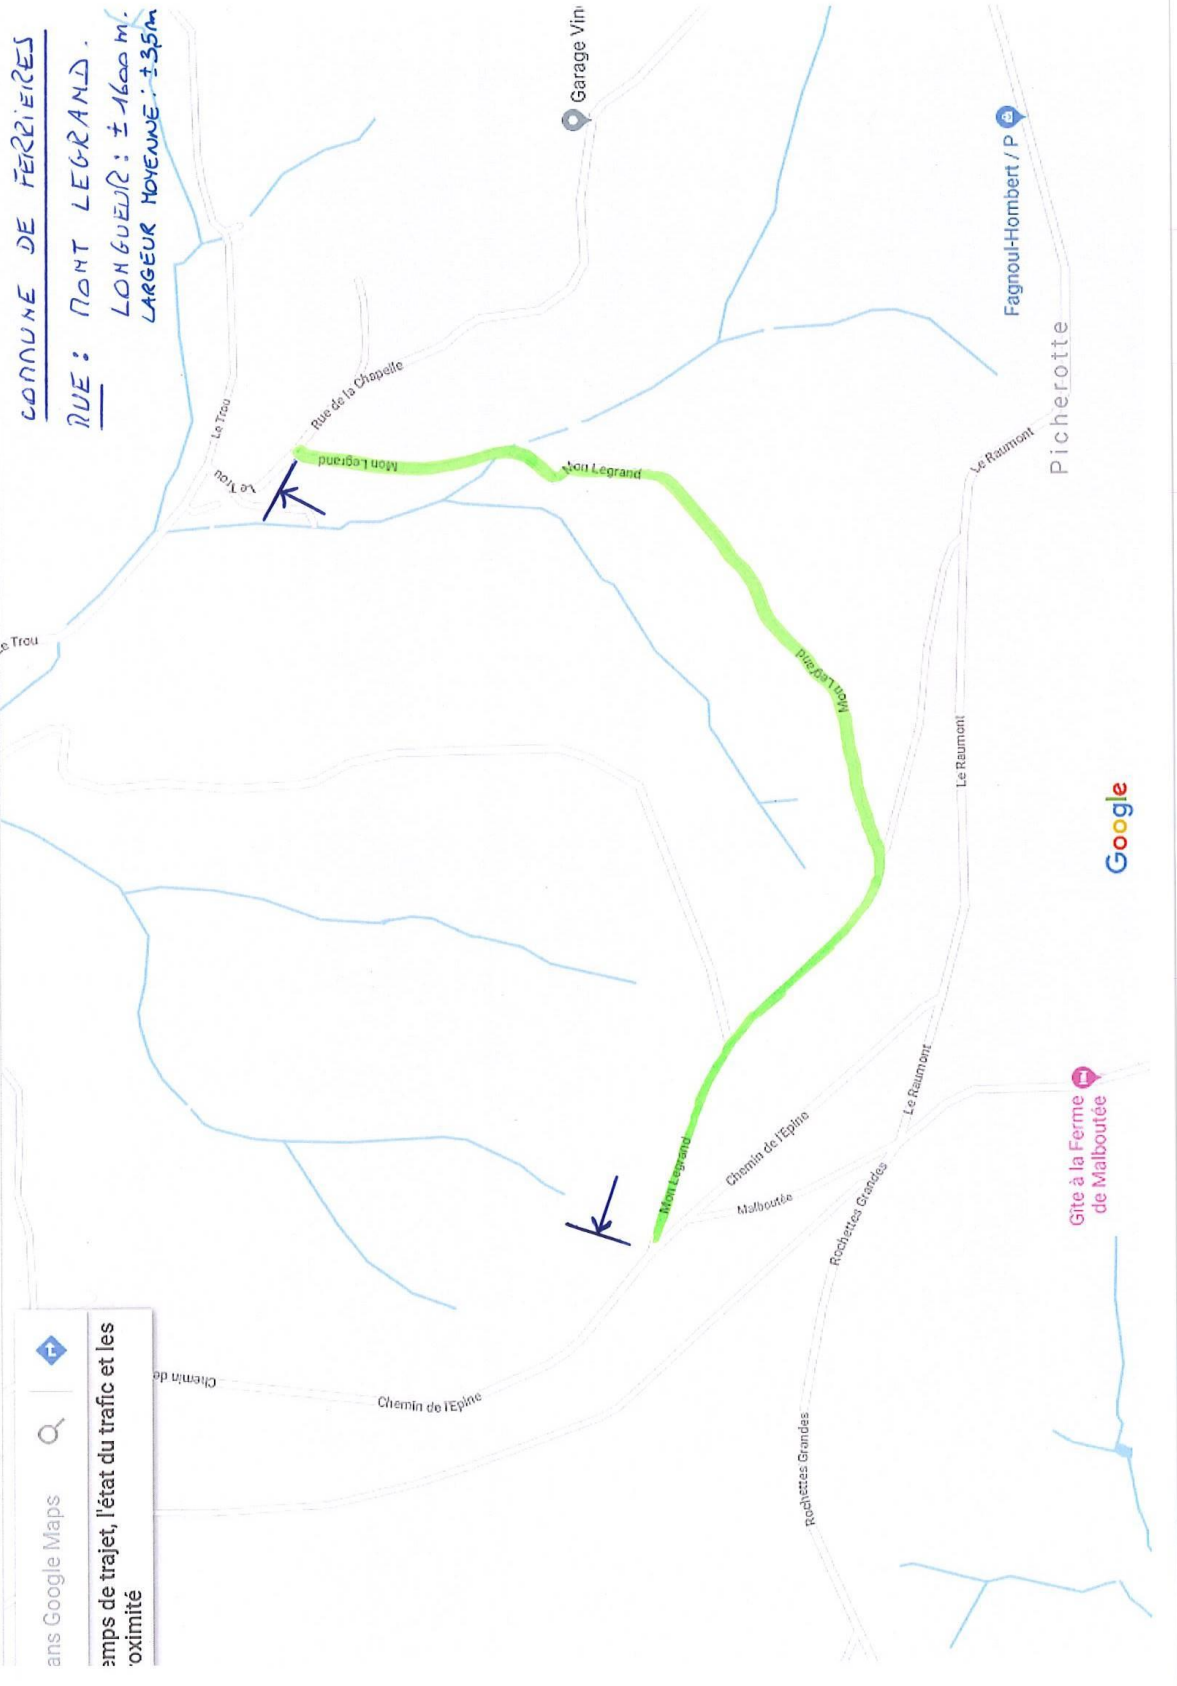 COMMUNE DE FERRIERES
RUE : MONT LEGRAND.
LONGUEUR : ± 1600 m.
LARGEUR MOYENNE : ± 3,5m
Garage Vin
Fagnoul-Hombert / P
Picherotte
Rue de la Chapelle
Le Trou
Le Trou
e Trou
Mon Legrand
Mon Legrand
Mon Legrand
Mon Legrand
Le Raumont
Le Raumont
Le Raumont
Chemin de l'Epine
Malboutée
Rochettes Grandes
Rochettes Grandes
Chemin de l'Epine
Chemin de
Gîte à la Ferme
de Malboutée
Google
ans Google Maps
emps de trajet, l'état du trafic et les
roximité